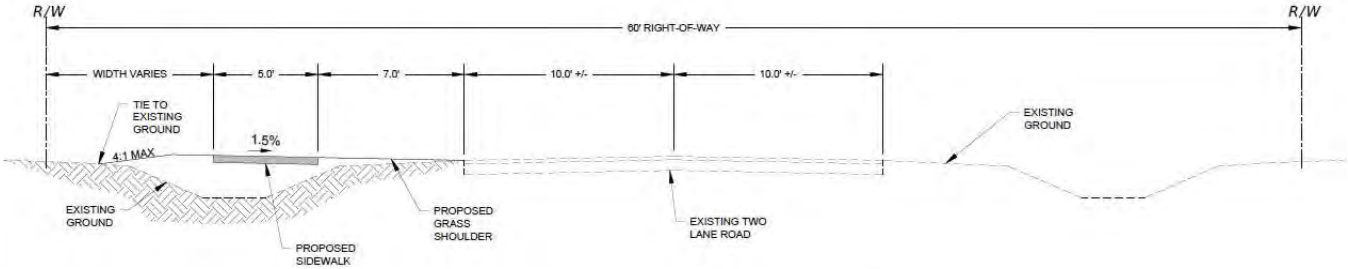 R/W
R/W
60' RIGHT-OF-WAY
WIDTH VARIES
5.0'
7.0'
10.0' +/-
10.0' +/-
TIE TO
EXISTING
GROUND
1.5%
4:1 MAX
EXISTING
GROUND
EXISTING
GROUND
PROPOSED
GRASS
SHOULDER
EXISTING TWO
LANE ROAD
PROPOSED
SIDEWALK